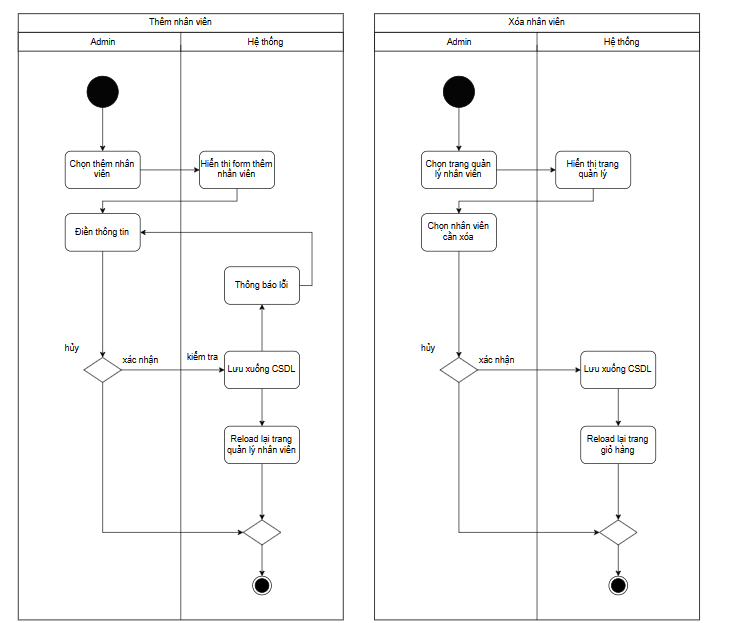 Thêm nhân viên
Admin
Hệ thống
Chọn thêm nhân
viên
Hiển thị form thêm
nhân viên
Điền thông tin
Thông báo lỗi
hủy
xác nhận
kiểm tra
Lưu xuống CSDL
Reload lại trang
quản lý nhân viên
Xóa nhân viên
Admin
Hệ thống
Chọn trang quản
lý nhân viên
Hiển thị trang
quản lý
Chọn nhân viên
cần xóa
hủy
xác nhận
Lưu xuống CSDL
Reload lại trang
giỏ hàng